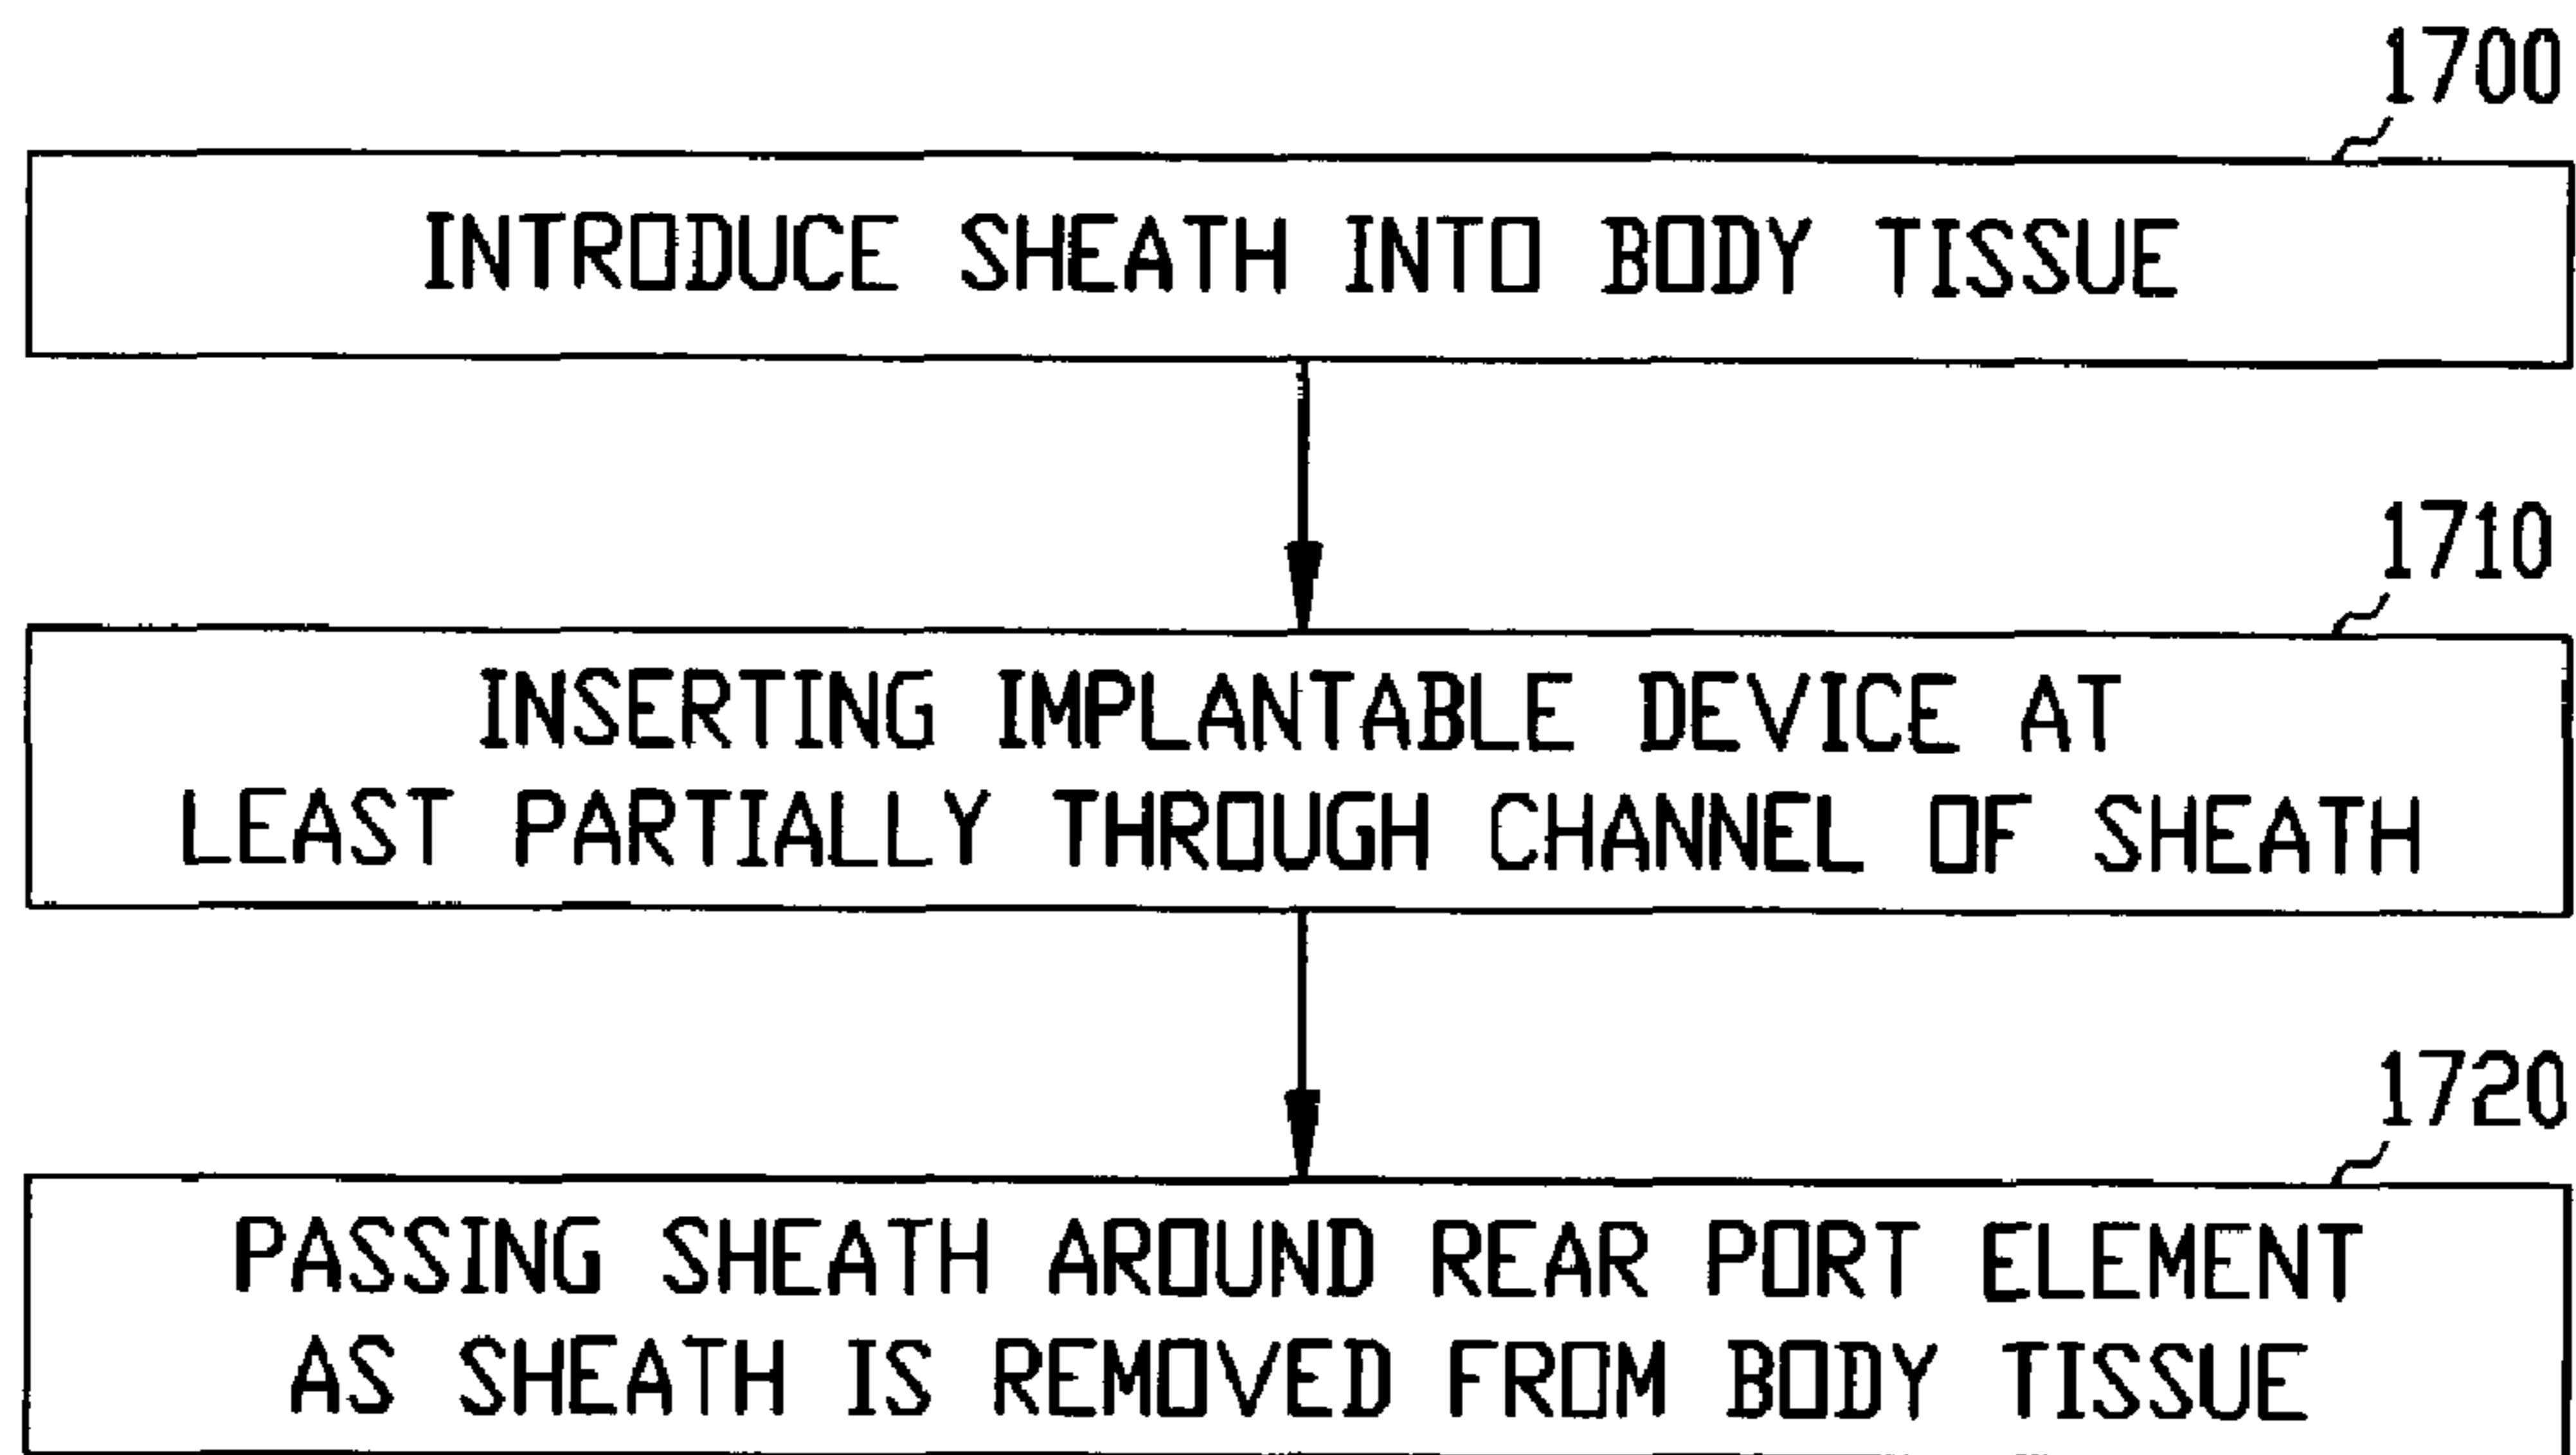 1700
INTRODUCE SHEATH INTO BODY TISSUE
1710
INSERTING IMPLANTABLE DEVICE AT
LEAST PARTIALLY THROUGH CHANNEL OF SHEATH
1720
PASSING SHEATH AROUND REAR PORT ELEMENT
AS SHEATH IS REMOVED FROM BODY TISSUE